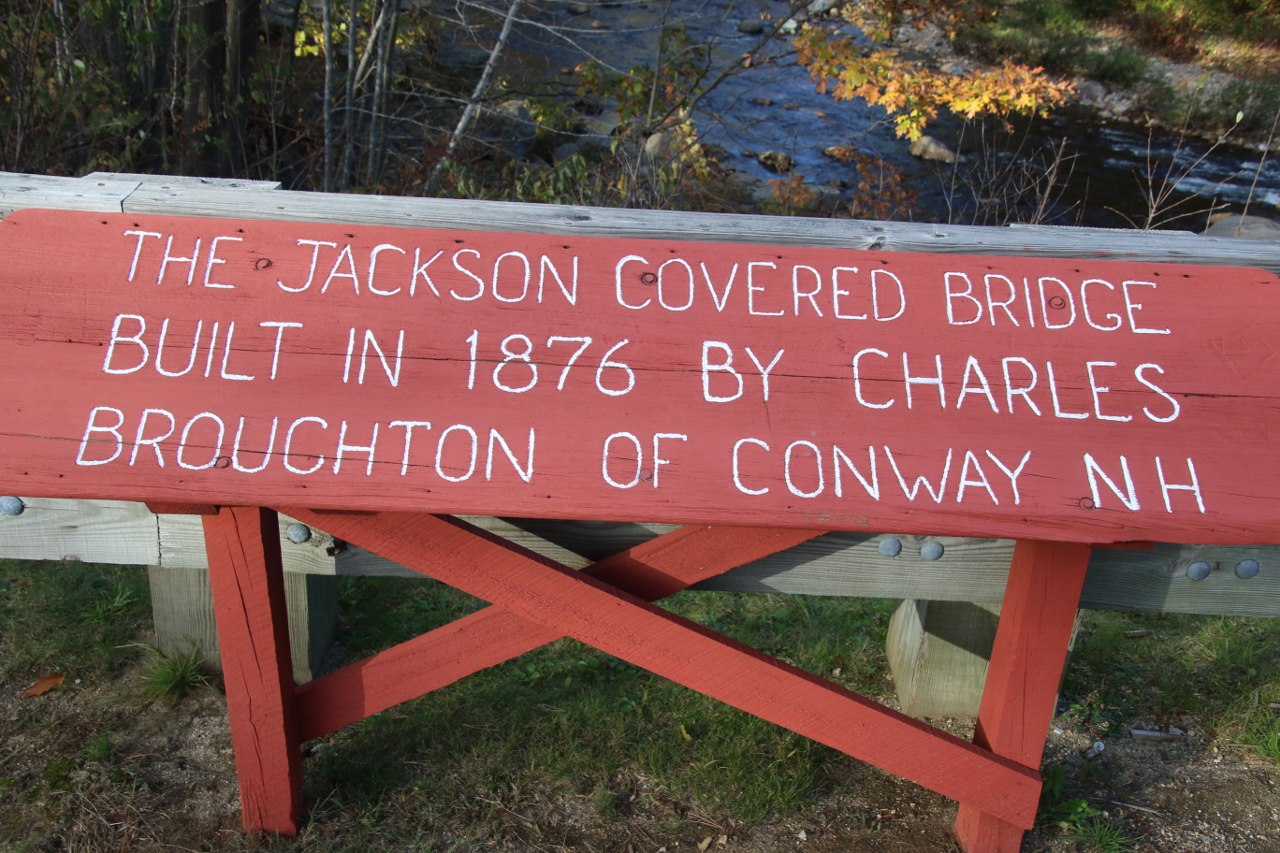 THE JACKSON COVERED BRIDGE
BUILT IN 1876 BY CHARLES
BROUGHTON OF CONWAY NH